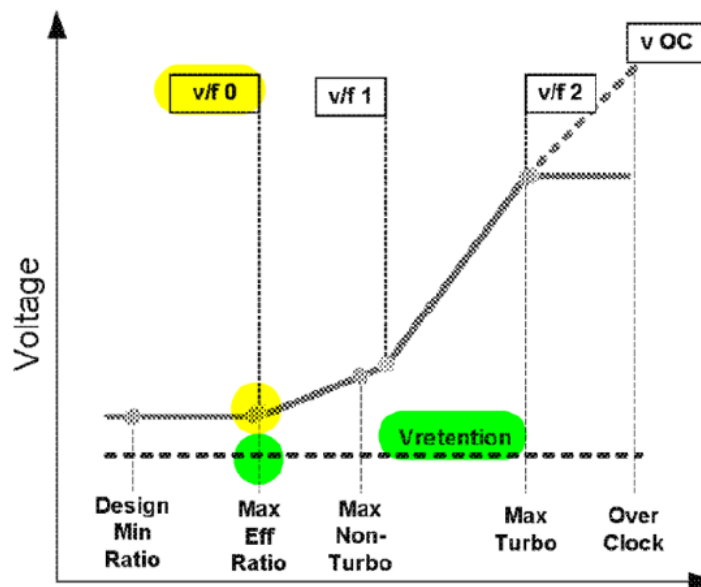 v OC
v/f 0
v/f 1
v/f 2
Voltage
Vretention
Design
Min
Ratio
Max
Eff
Ratio
Max
Non-
Turbo
Max
Turbo
Over
Clock